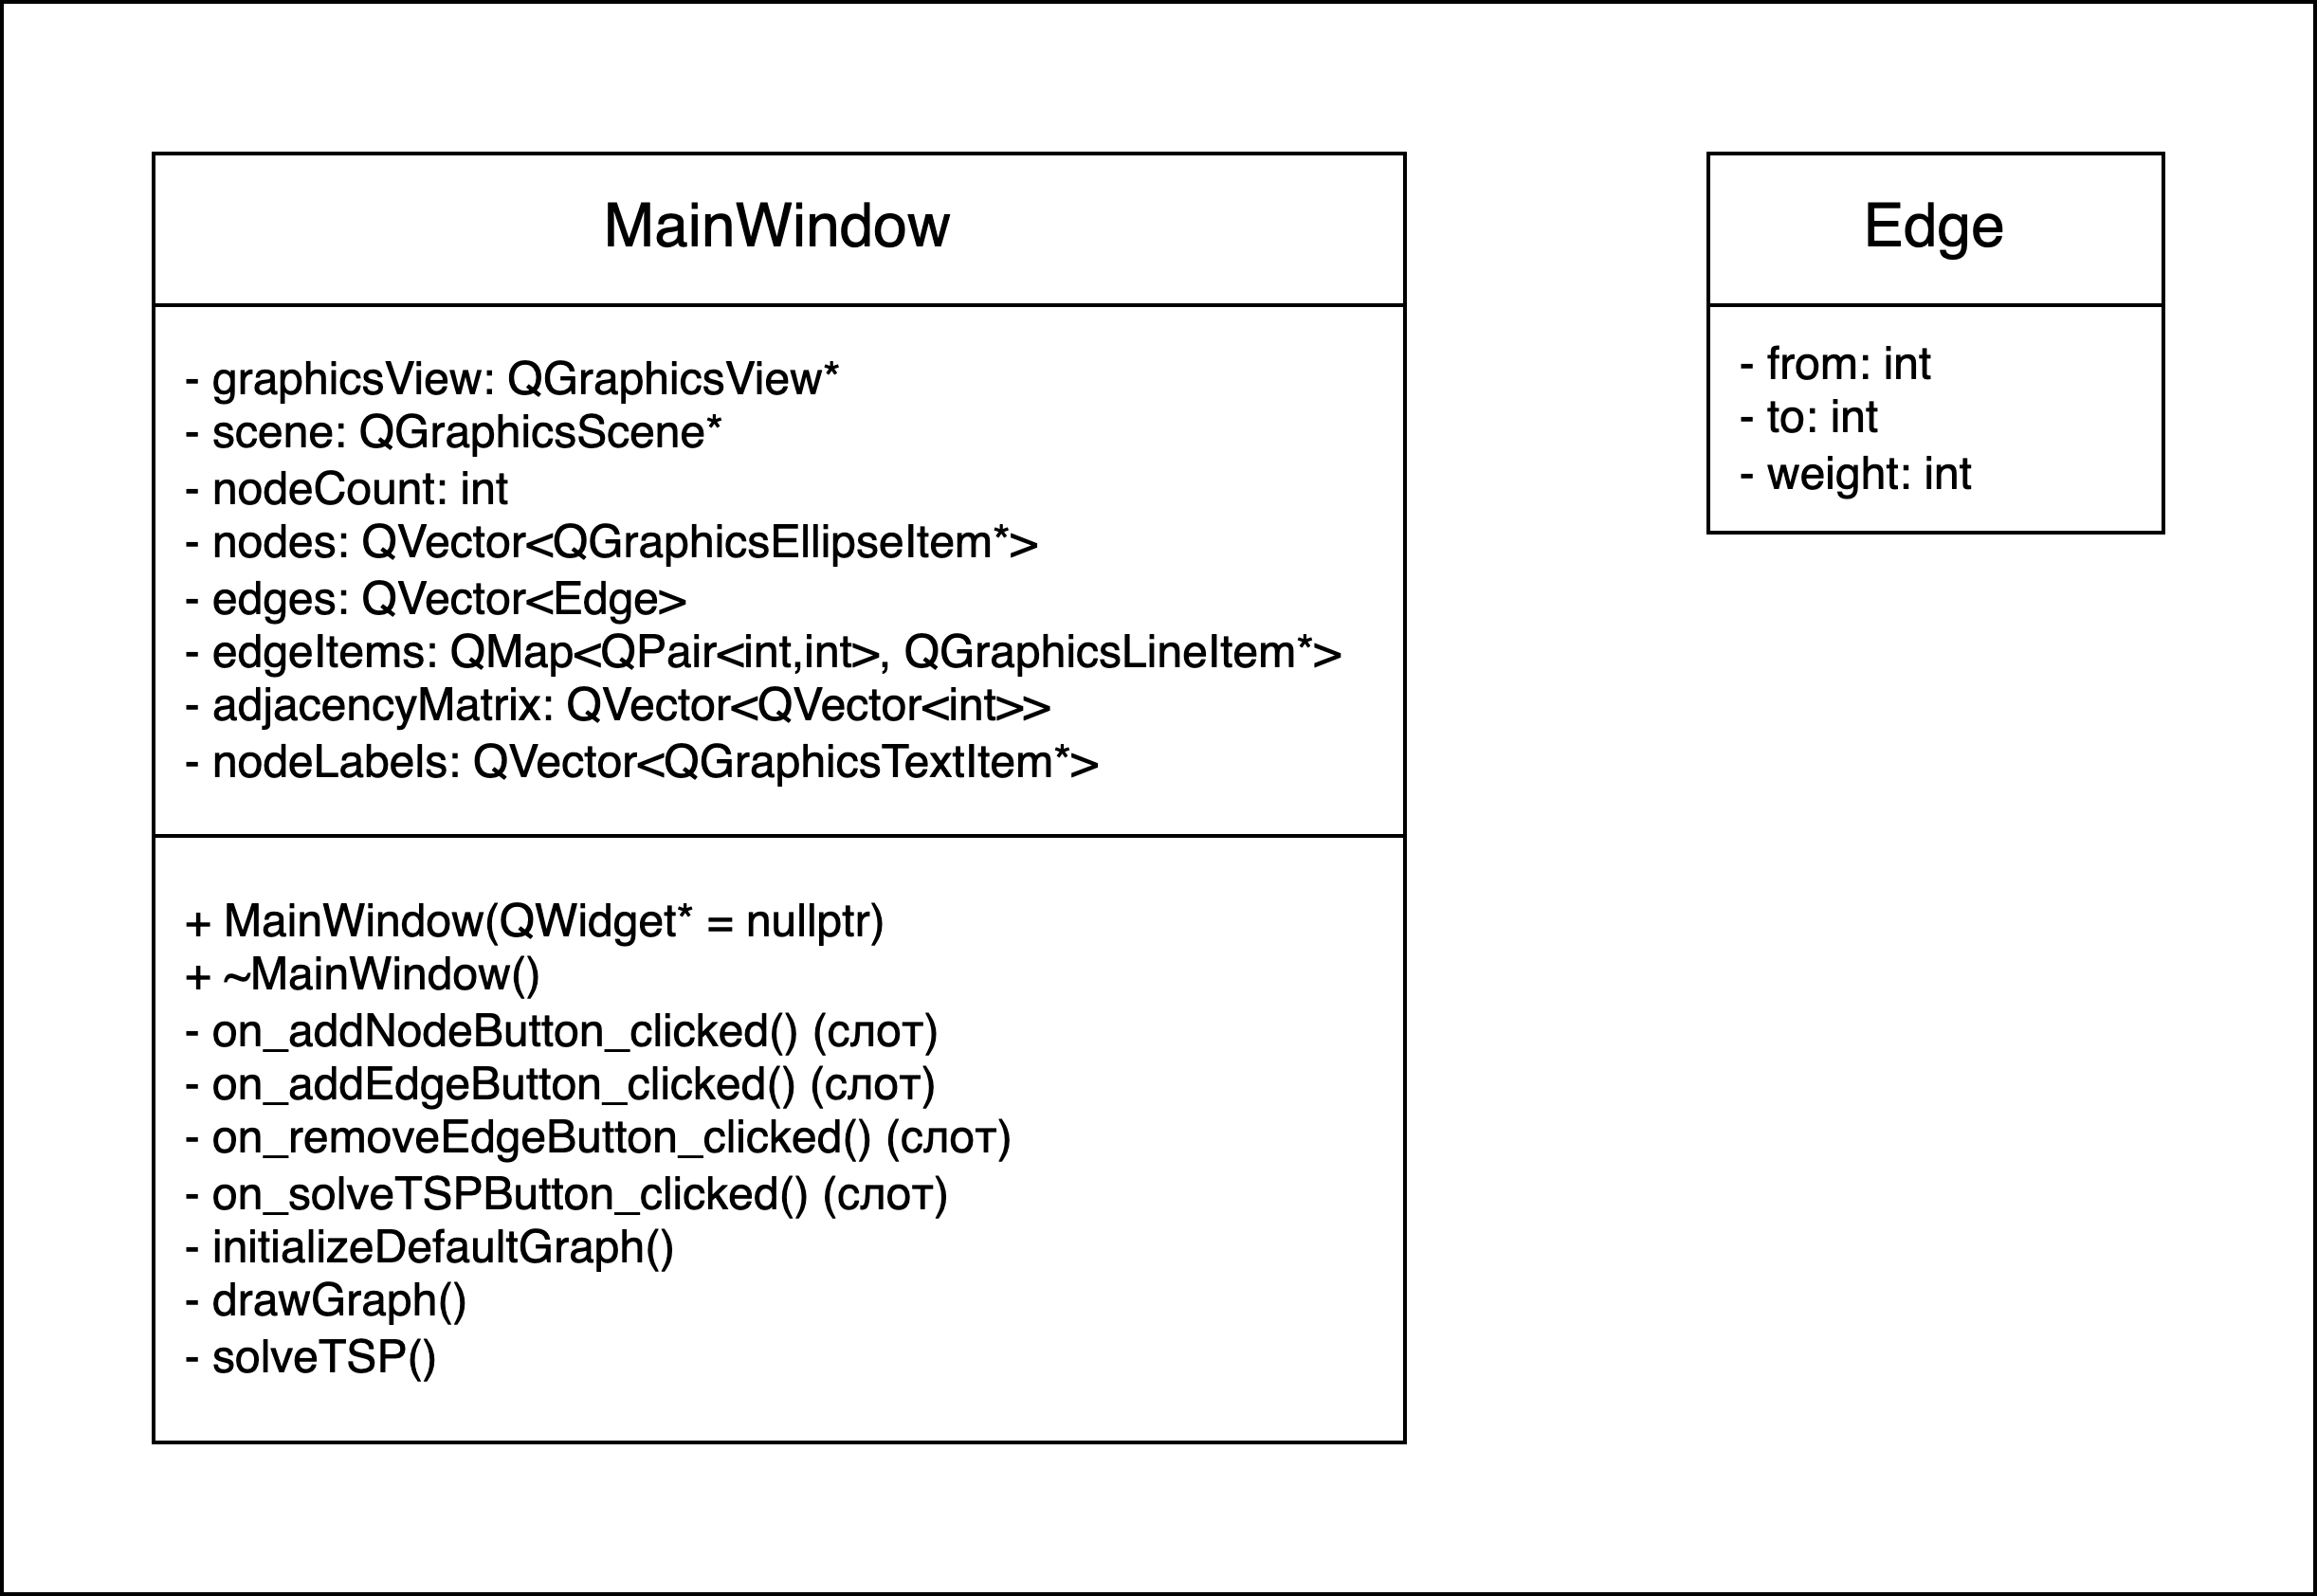 MainWindow
- graphicsView: QGraphicsView*
- scene: QGraphicsScene*
- nodeCount: int
- nodes: QVector<QGraphicsEllipseItem*>
- edges: QVector<Edge>
- edgeItems: QMap<QPair<int,int>, QGraphicsLineItem*>
- adjacencyMatrix: QVector<QVector<int>>
- nodeLabels: QVector<QGraphicsTextItem*>
+ MainWindow(QWidget* = nullptr)
+ ~MainWindow()
- on_addNodeButton_clicked() (слот)
- on_addEdgeButton_clicked() (слот)
- on_removeEdgeButton_clicked() (слот)
- on_solveTSPButton_clicked() (слот)
- initializeDefaultGraph()
- drawGraph()
- solveTSP()
Edge
- from: int
- to: int
- weight: int